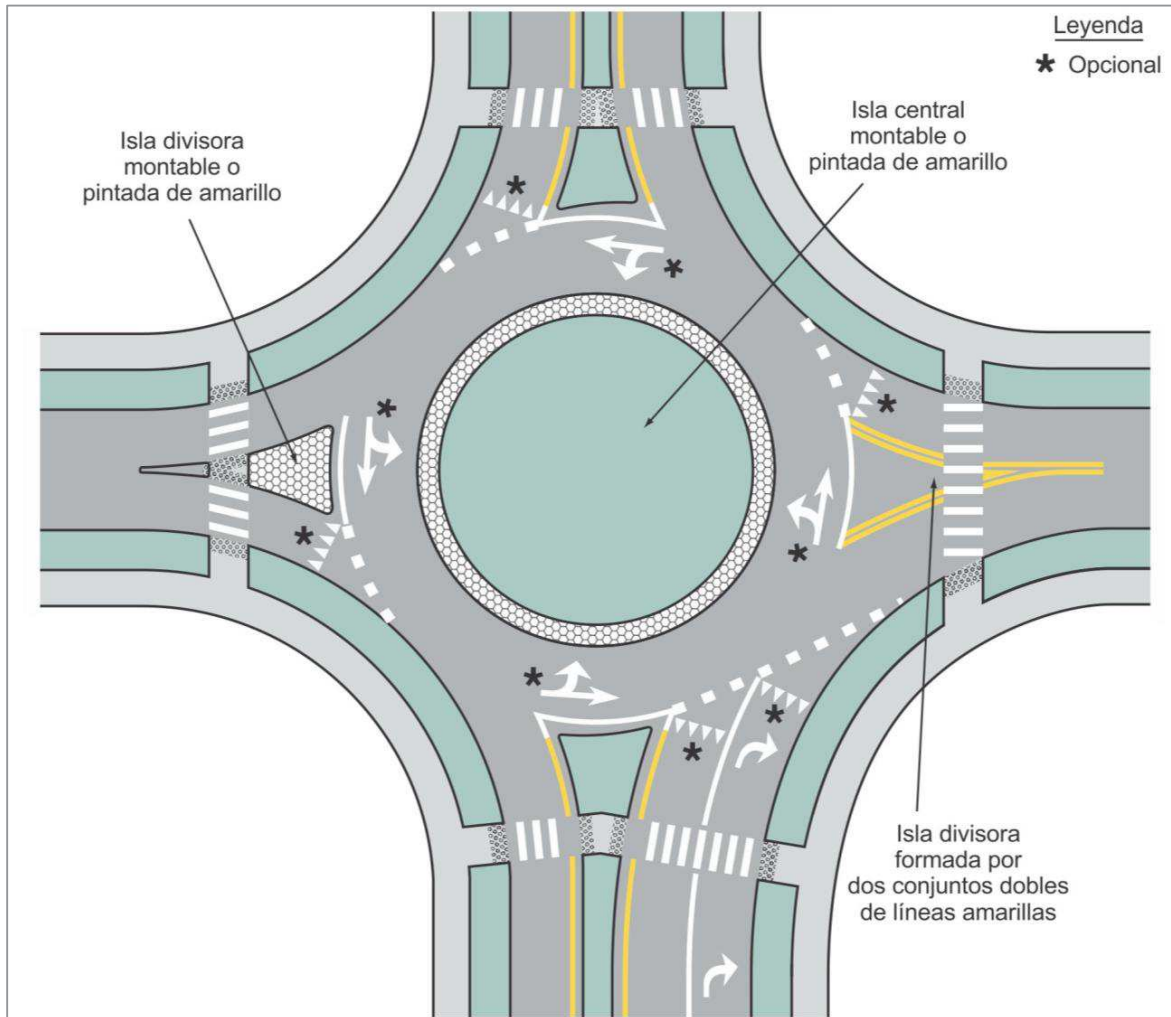 Leyenda
* Opcional
Isla divisora
montable o
pintada de amarillo
Isla central
montable o
pintada de amarillo
Isla divisora
formada por
dos conjuntos dobles
de líneas amarillas